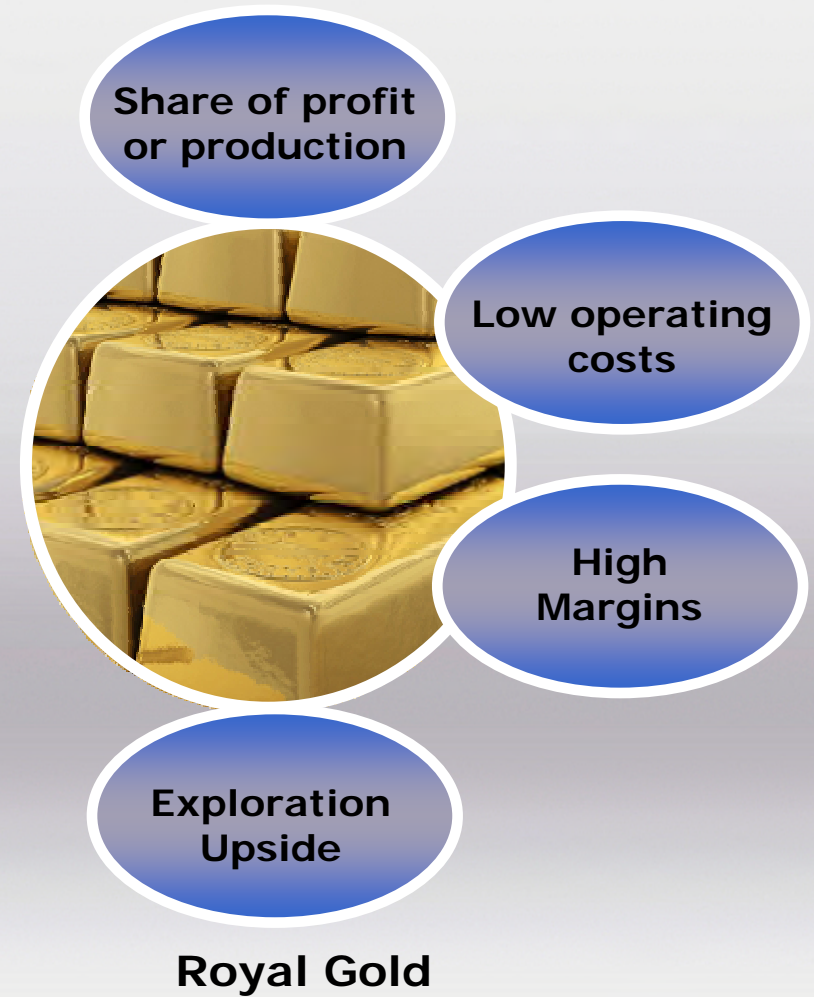 Share of profit
or production
Low operating
costs
High
Margins
Exploration
Upside
Royal Gold